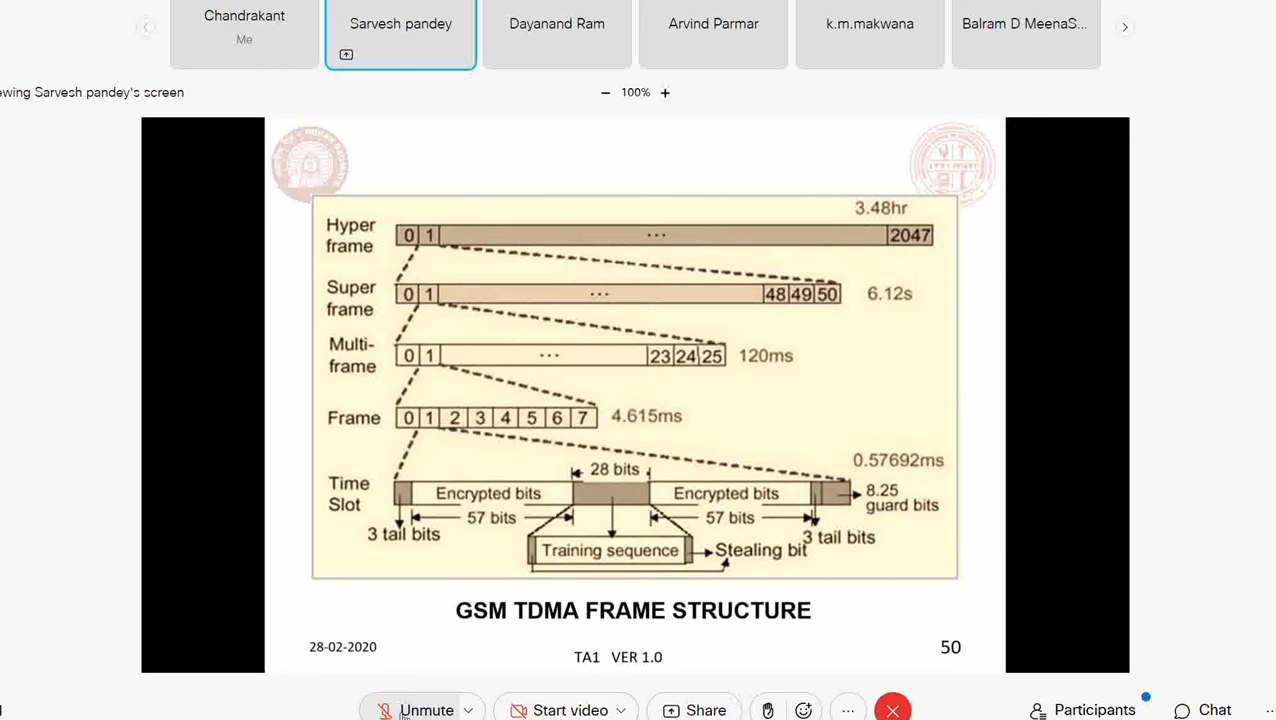 Chandrakant
Me
Sarvesh pandey
Dayanand Ram
Arvind Parmar
k.m.makwana
Balram D MeenaS...
ewing Sarvesh pandey's screen
100%
3.48hr
Hyper
frame
0 1 ... 2047
Super
frame
0 1 ... 48 49 50
6.12s
Multi-
frame
0 1 ... 23 24 25
120ms
Frame
0 1 2 3 4 5 6 7
4.615ms
0.57692ms
28 bits
Time
Slot
Encrypted bits
Encrypted bits
8.25
guard bits
57 bits
57 bits
3 tail bits
3 tail bits
Training sequence
Stealing bit
GSM TDMA FRAME STRUCTURE
28-02-2020
TA1 VER 1.0
50
Unmute
Start video
Share
Participants
Chat